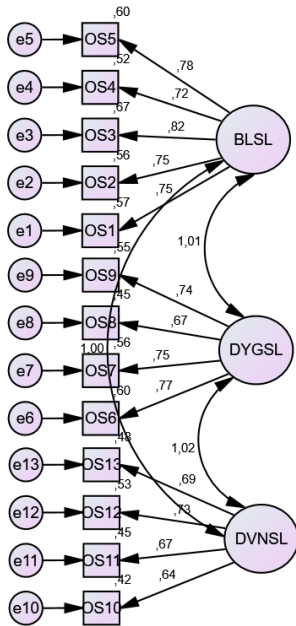 ,60
e5 OS5
,78
,52
e4 OS4
,72
,67
e3 OS3
,82
BLSL
,56
e2 OS2
,75
,57
,75
e1 OS1
,55
1,01
e9 OS9
,74
,45
e8 OS8
,67
1,00
,56
DYGSL
e7 OS7
,75
,60
,77
e6 OS6
,48
1,02
e13 OS13
,69
,53
e12 OS12
,73
,45
DVNSL
e11 OS11
,67
,42
,64
e10 OS10